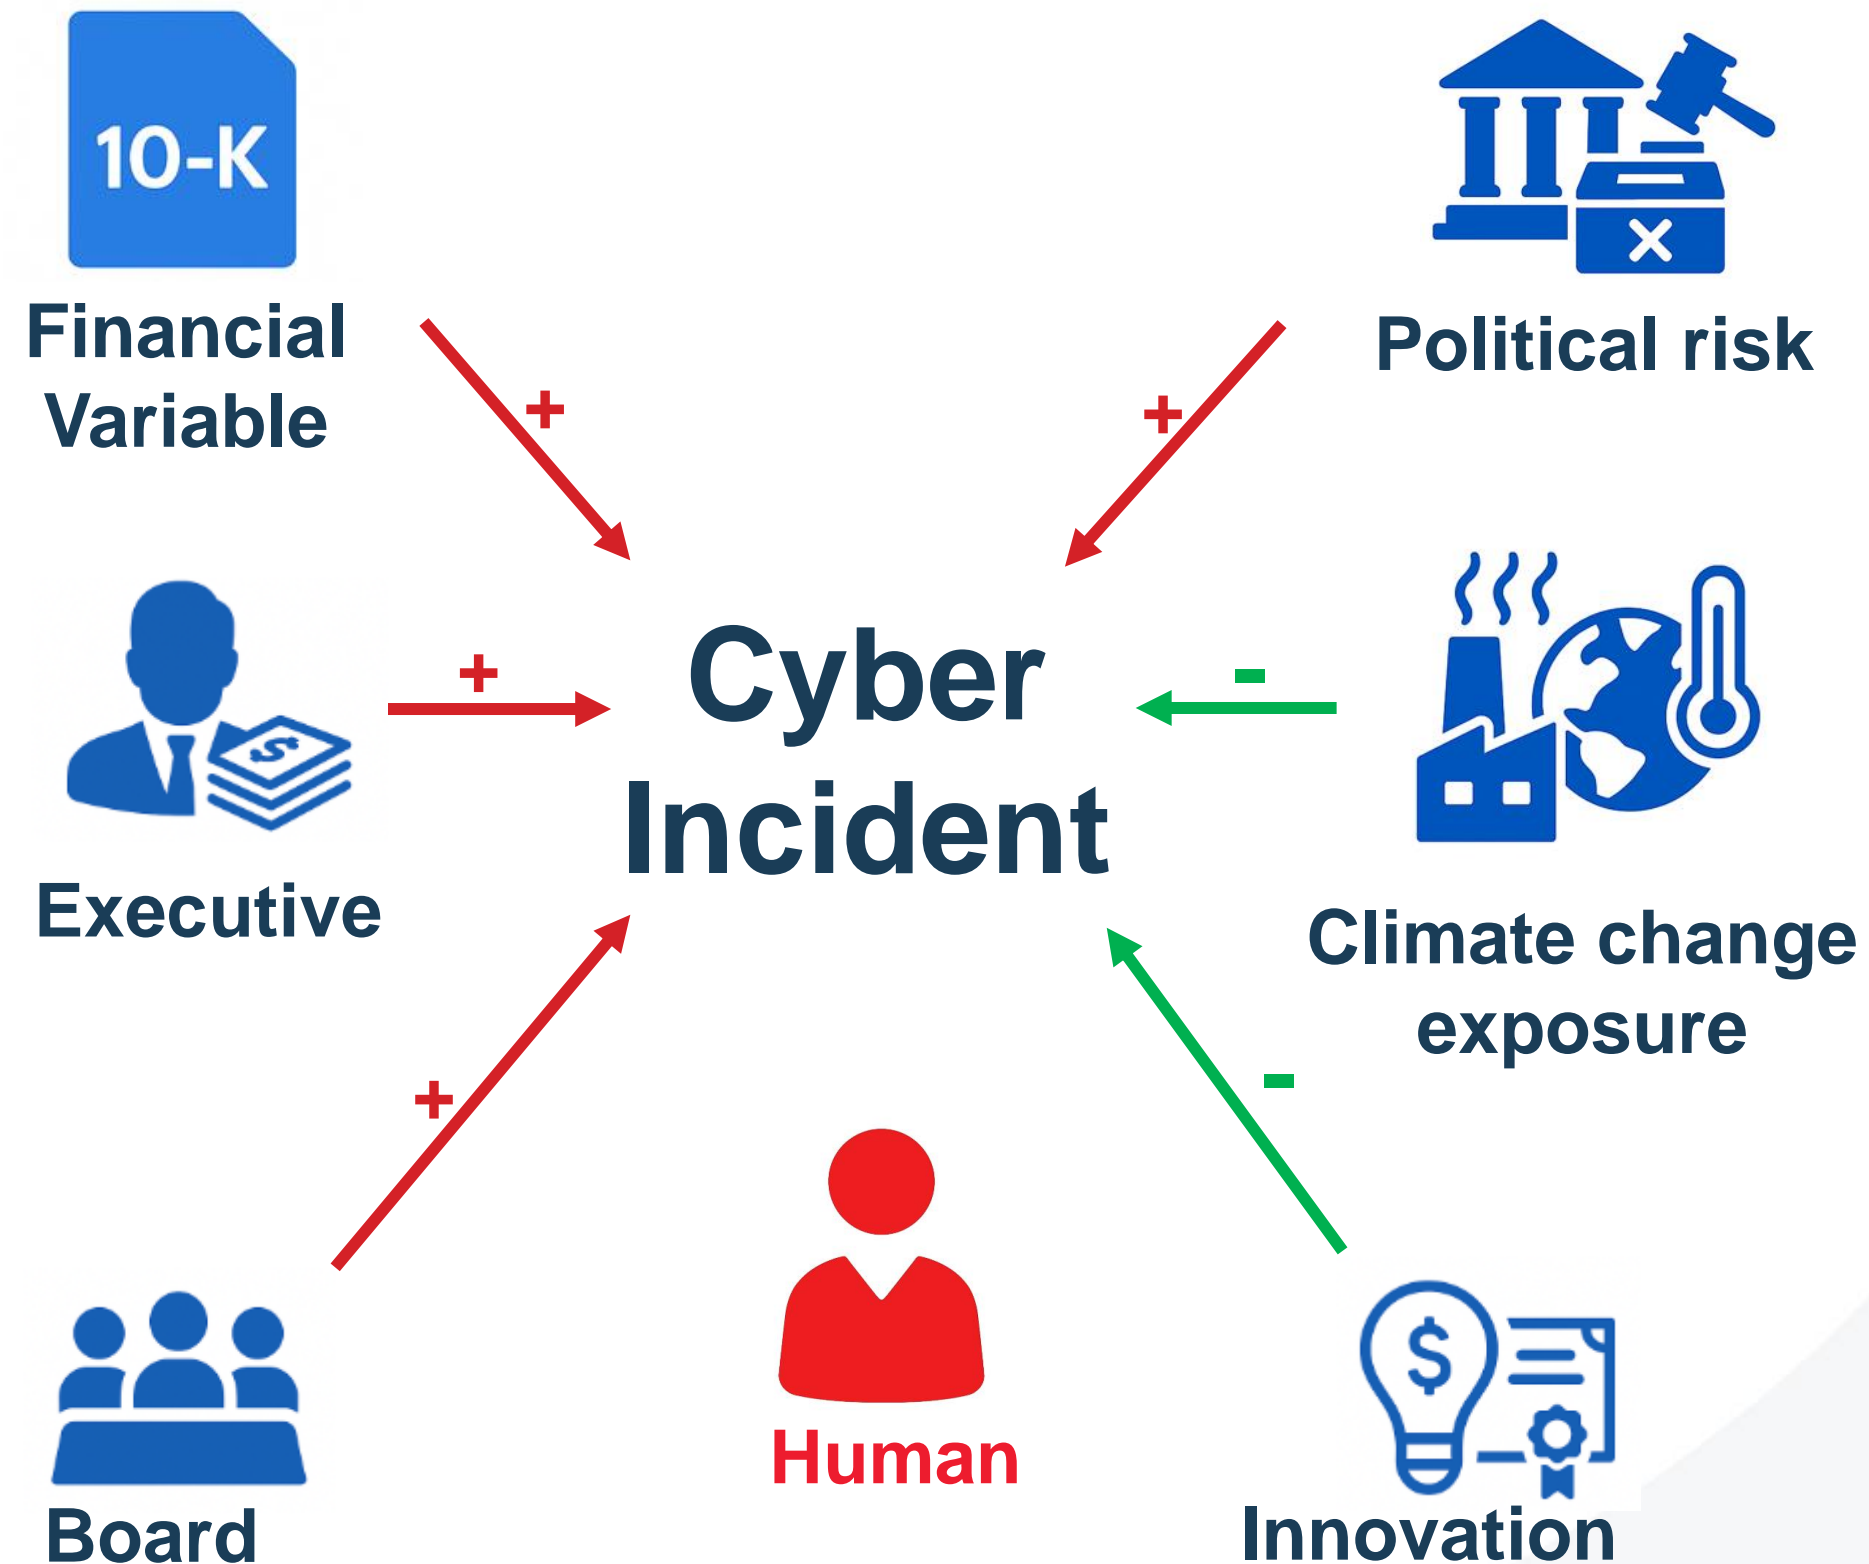 10-K
Financial
Variable
Political risk
+
+
Cyber
Incident
+
-
$
Executive
Climate change
exposure
+
-
Human
$
Board
Innovation